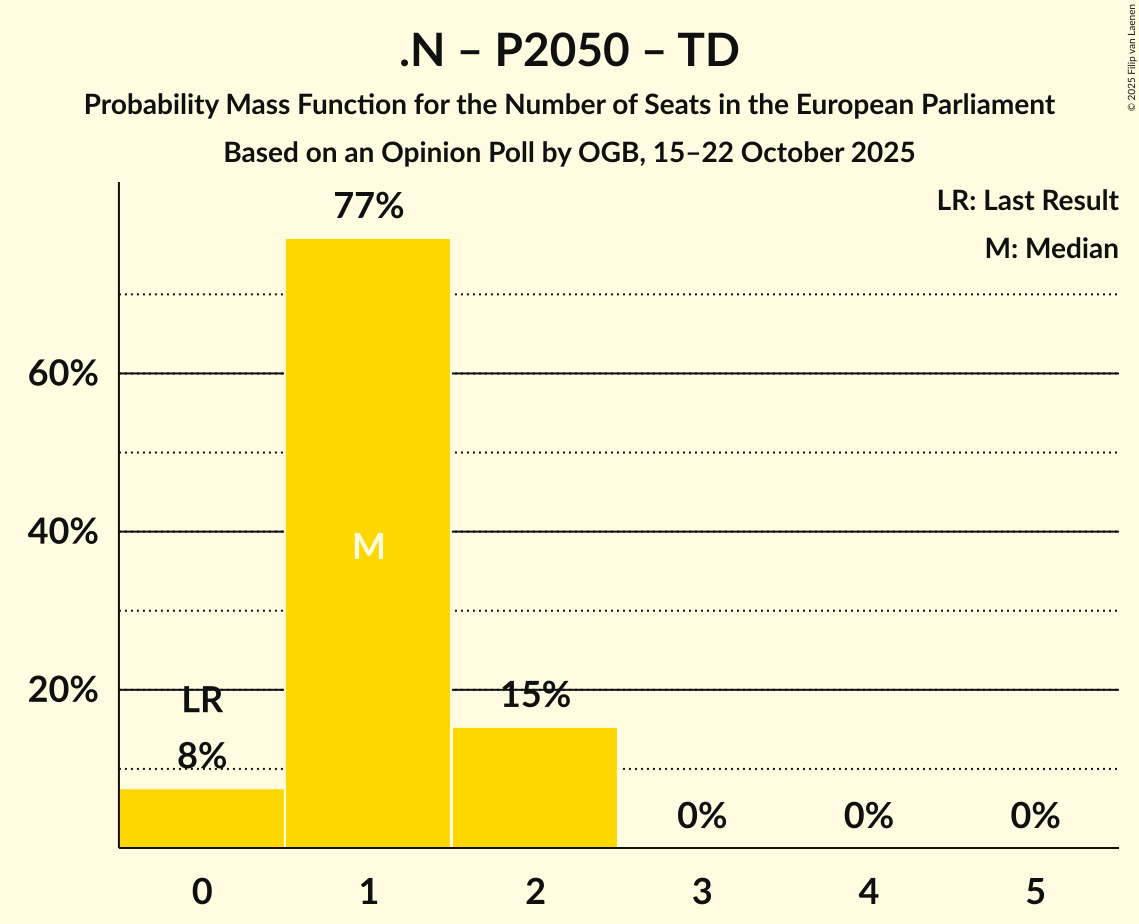 .N – P2050 – TD
Probability Mass Function for the Number of Seats in the European Parliament
Based on an Opinion Poll by OGB, 15–22 October 2025
© 2025 Filip van Laenen
LR: Last Result
M: Median
77%
60%
M
40%
20%
LR
15%
8%
0%
0%
0%
0
1
2
3
4
5